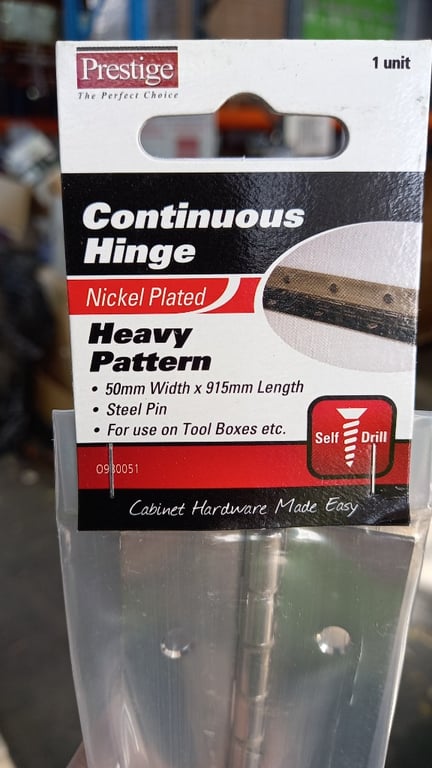 Prestige
The Perfect Choice
1 unit
Continuous
Hinge
Nickel Plated
Heavy
Pattern
• 50mm Width x 915mm Length
• Steel Pin
• For use on Tool Boxes etc.
Self Drill
Cabinet Hardware Made Easy